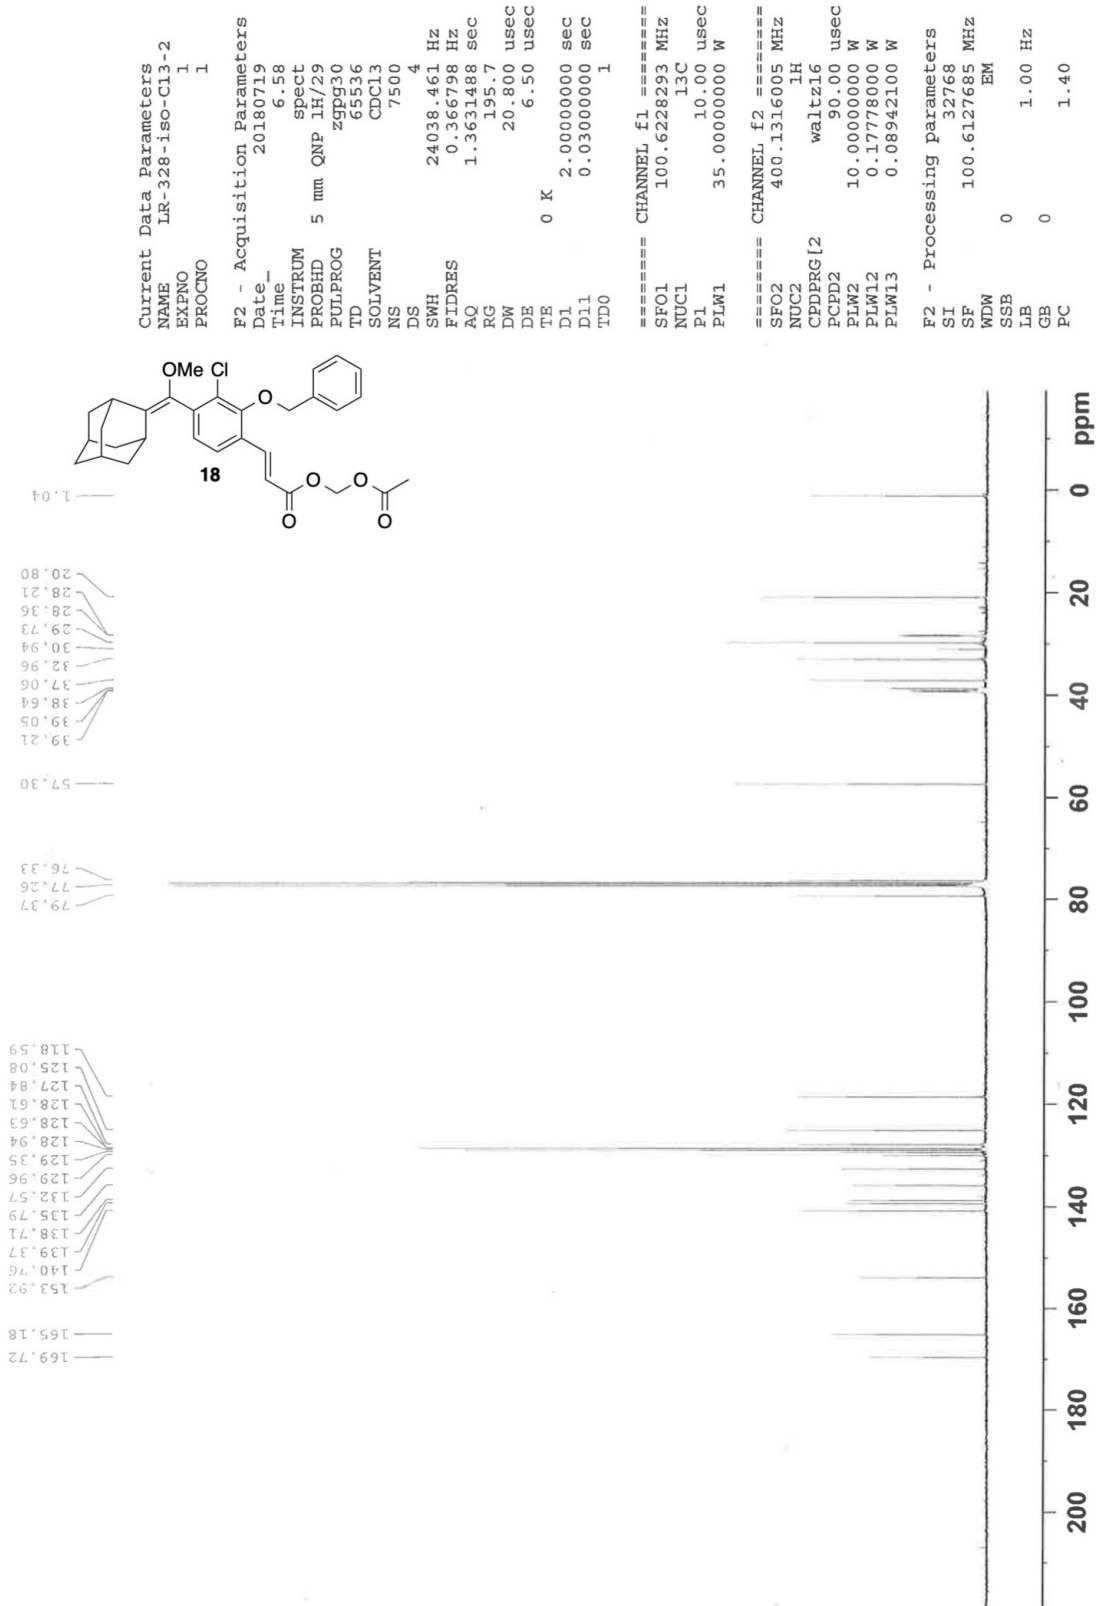 Current Data Parameters
NAME LR-328-iso-C13-2
EXPNO 1
PROCNO 1
F2 - Acquisition Parameters
Date_ 20180719
Time 6.58
INSTRUM spect
PROBHD 5 mm QNP 1H/29
PULPROG zgpg30
TD 65536
SOLVENT CDCl3
NS 7500
DS 4
SWH 24038.461 Hz
FIDRES 0.366798 Hz
AQ 1.3631488 sec
RG 195.7
DW 20.800 usec
DE 6.50 usec
TE 0 K
D1 2.00000000 sec
D11 0.03000000 sec
TD0 1
======== CHANNEL f1 ========
SFO1 100.6228293 MHz
NUC1 13C
P1 10.00 usec
PLW1 35.00000000 W
======== CHANNEL f2 ========
SFO2 400.1316005 MHz
NUC2 1H
CPDPRG[2 waltz16
PCPD2 90.00 usec
PLW2 10.00000000 W
PLW12 0.17778000 W
PLW13 0.08942100 W
F2 - Processing parameters
SI 32768
SF 100.6127685 MHz
WDW EM
SSB 0
LB 1.00 Hz
GB 0
PC 1.40
OMe Cl
O
18
O O
O O
1.04
20.80
28.21
28.36
29.73
30.94
32.96
37.06
38.64
39.05
39.21
57.30
76.33
77.26
79.37
118.59
125.08
127.84
128.61
128.63
128.94
129.35
129.96
132.57
135.79
138.71
139.37
140.76
153.92
165.18
169.72
200 180 160 140 120 100 80 60 40 20 0 ppm